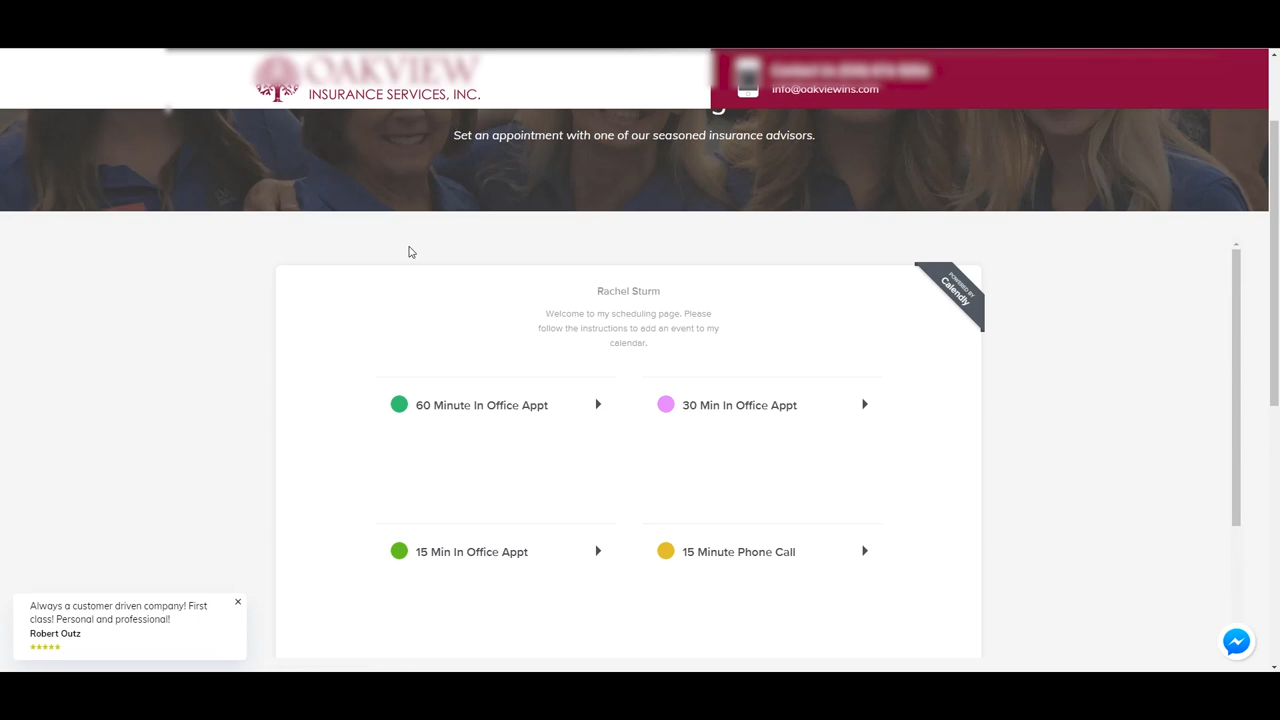 OAKVIEW
INSURANCE SERVICES, INC.
info@oakviewins.com
Set an appointment with one of our seasoned insurance advisors.
POWERED BY
Calendly
Rachel Sturm
Welcome to my scheduling page. Please
follow the instructions to add an event to my
calendar.
60 Minute In Office Appt
30 Min In Office Appt
15 Min In Office Appt
15 Minute Phone Call
Always a customer driven company! First
class! Personal and professional!
Robert Outz